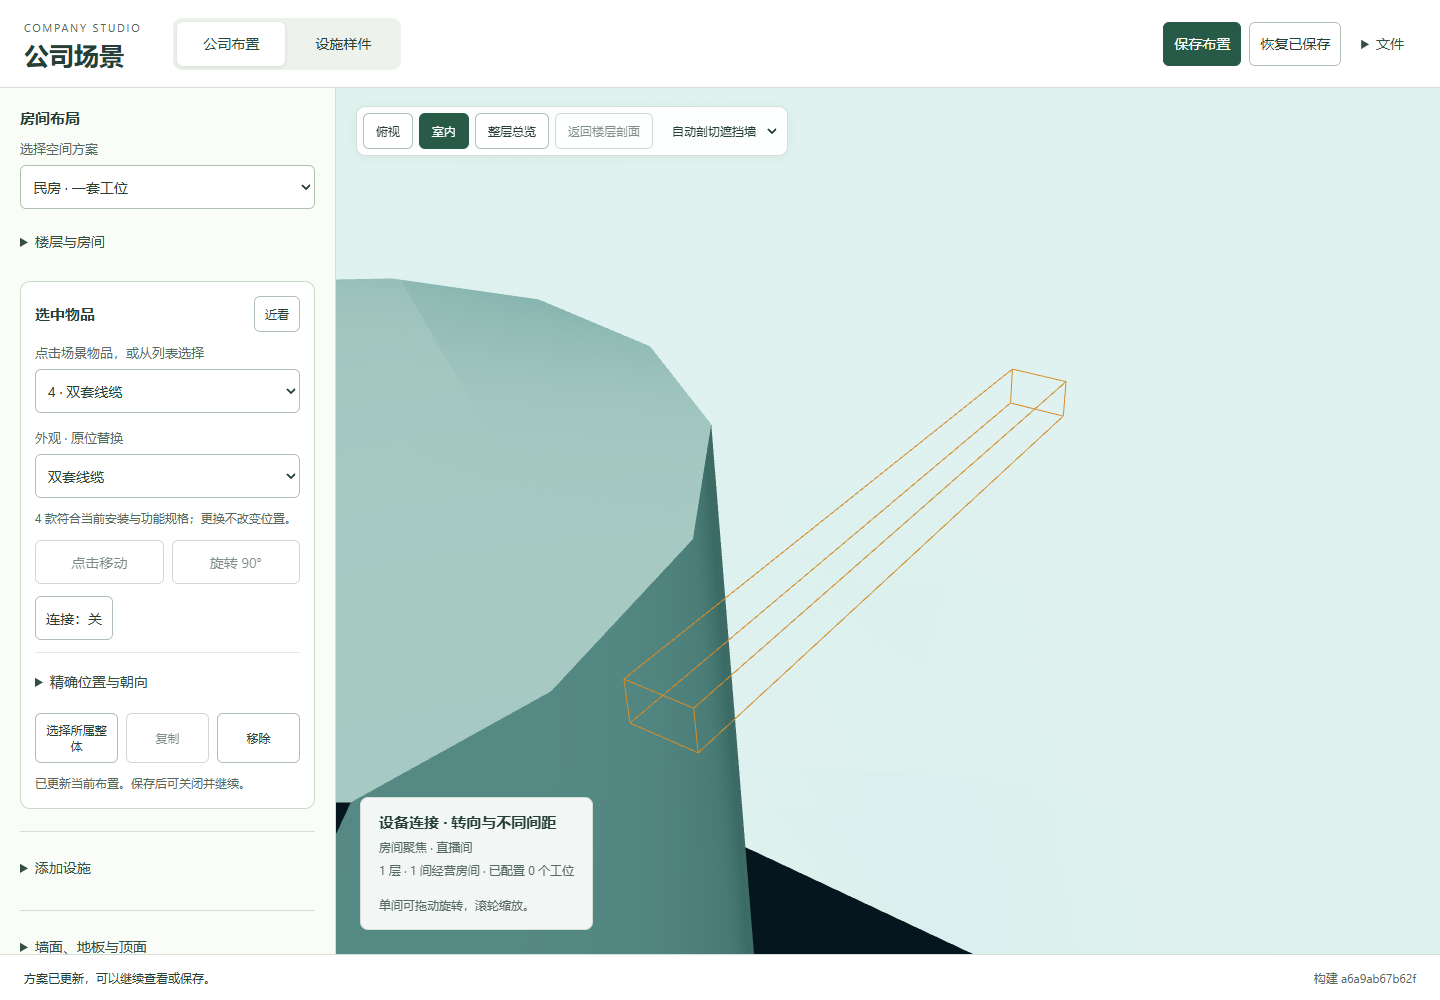 COMPANY STUDIO
公司场景
公司布置
设施样件
保存布置
恢复已保存
▶ 文件
房间布局
选择空间方案
民房 · 一套工位
▶ 楼层与房间
选中物品
近看
点击场景物品，或从列表选择
4 · 双套线缆
外观 · 原位替换
双套线缆
4 款符合当前安装与功能规格；更换不改变位置。
点击移动
旋转 90°
连接：关
▶ 精确位置与朝向
选择所属整
体
复制
移除
已更新当前布置。保存后可关闭并继续。
▶ 添加设施
▶ 墙面、地板与顶面
俯视
室内
整层总览
返回楼层剖面
自动剖切遮挡墙
设备连接 · 转向与不同间距
房间聚焦 · 直播间
1 层 · 1 间经营房间 · 已配置 0 个工位
单间可拖动旋转，滚轮缩放。
方案已更新，可以继续查看或保存。
构建 a6a9ab67b62f